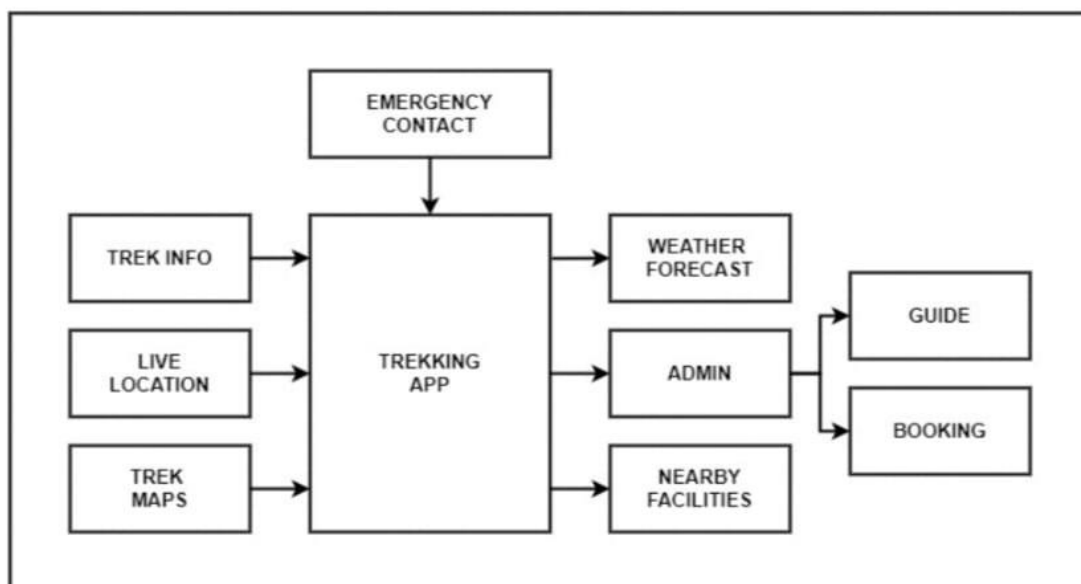 EMERGENCY
CONTACT
TREK INFO
WEATHER
FORECAST
GUIDE
LIVE
LOCATION
TREKKING
APP
ADMIN
BOOKING
TREK
MAPS
NEARBY
FACILITIES